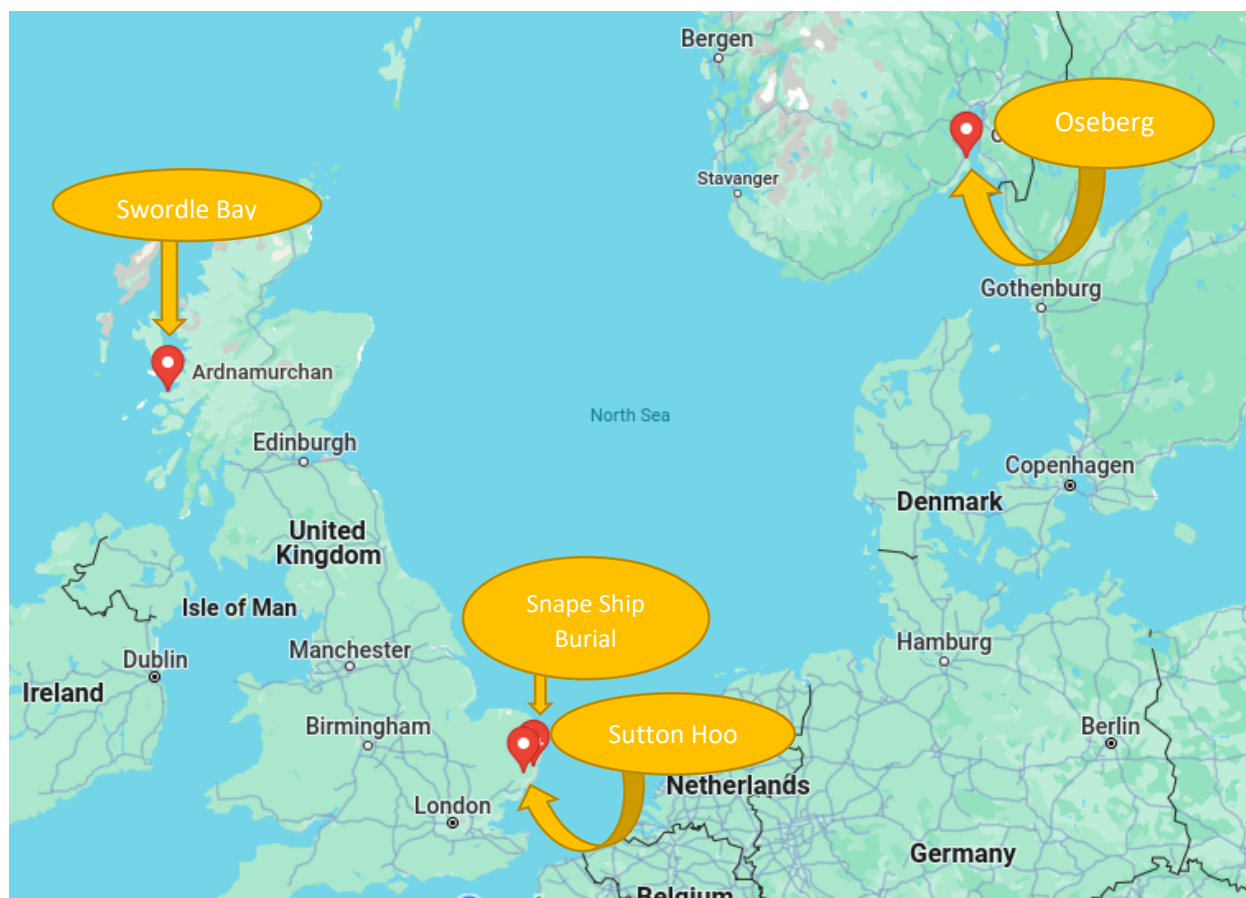 Bergen
Oseberg
Stavanger
Swordle Bay
Gothenburg
Ardnamurchan
North Sea
Edinburgh
Copenhagen
Denmark
United
Kingdom
Isle of Man
Snape Ship
Burial
Hamburg
Manchester
Dublin
Ireland
Birmingham
Sutton Hoo
Berlin
Netherlands
London
Germany
Belgium